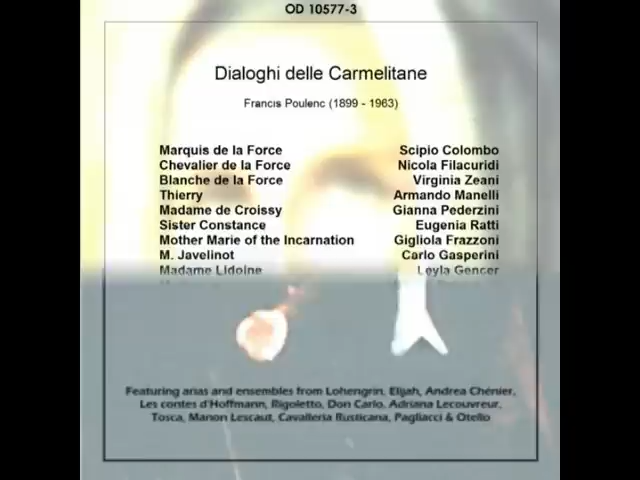 OD 10577-3
Dialoghi delle Carmelitane
Francis Poulenc (1899 - 1963)
Marquis de la Force Scipio Colombo
Chevalier de la Force Nicola Filacuridi
Blanche de la Force Virginia Zeani
Thierry Armando Manelli
Madame de Croissy Gianna Pederzini
Sister Constance Eugenia Ratti
Mother Marie of the Incarnation Gigliola Frazzoni
M. Javelinot Carlo Gasperini
Madame Lidoine Leyla Gencer
Featuring arias and ensembles from Lohengrin, Elijah, Andrea Chénier,
Les contes d'Hoffmann, Rigoletto, Don Carlo, Adriana Lecouvreur,
Tosca, Manon Lescaut, Cavalleria Rusticana, Pagliacci & Otello